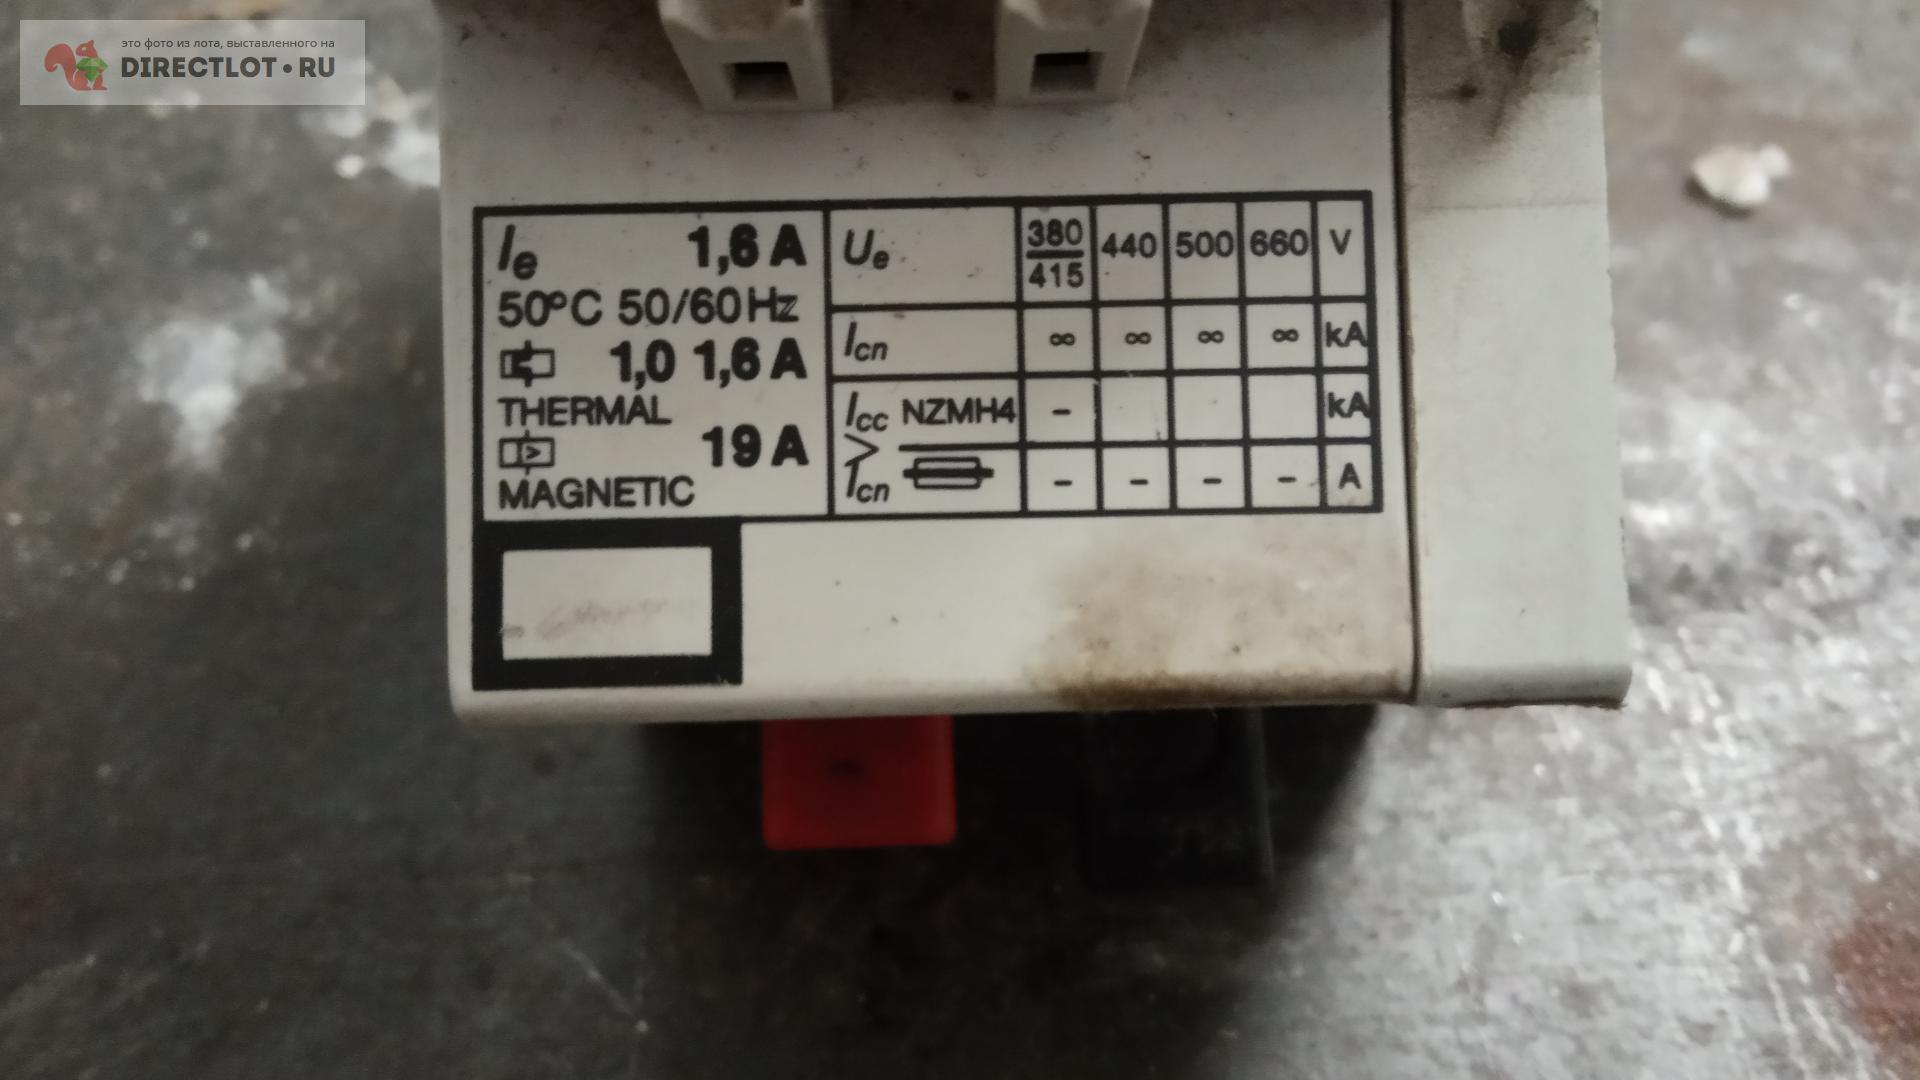 это фото из лота, выставленного на
DIRECTLOT•RU
Ie 1,6 A
50°C 50/60 Hz
1,0 1,6 A
THERMAL
19 A
MAGNETIC
Ue 380/415 440 500 660 V
Icn ∞ ∞ ∞ ∞ kA
Icc NZMH4 - kA
>
Icn - - - - A